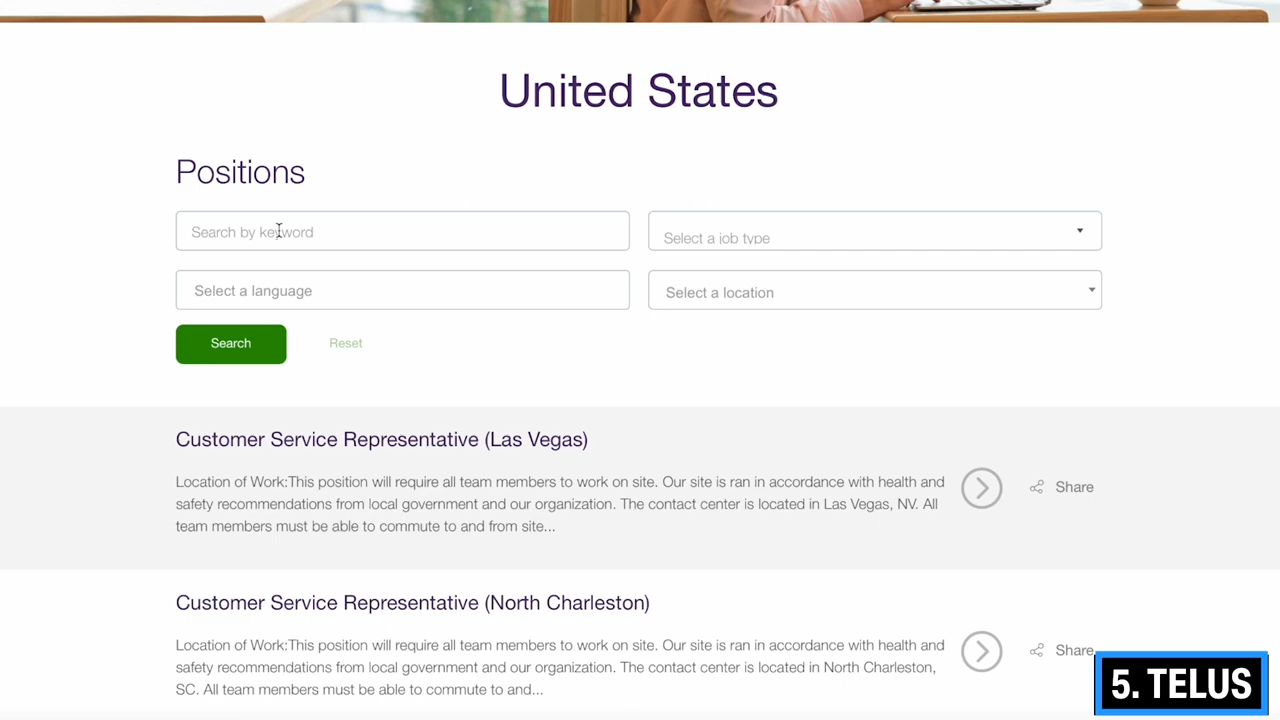 United States
Positions
Search by keyword
Select a job type
Select a language
Select a location
Search
Reset
Customer Service Representative (Las Vegas)
Location of Work:This position will require all team members to work on site. Our site is ran in accordance with health and
safety recommendations from local government and our organization. The contact center is located in Las Vegas, NV. All
team members must be able to commute to and from site...
Share
Customer Service Representative (North Charleston)
Location of Work:This position will require all team members to work on site. Our site is ran in accordance with health and
safety recommendations from local government and our organization. The contact center is located in North Charleston,
SC. All team members must be able to commute to and...
Share
5. TELUS